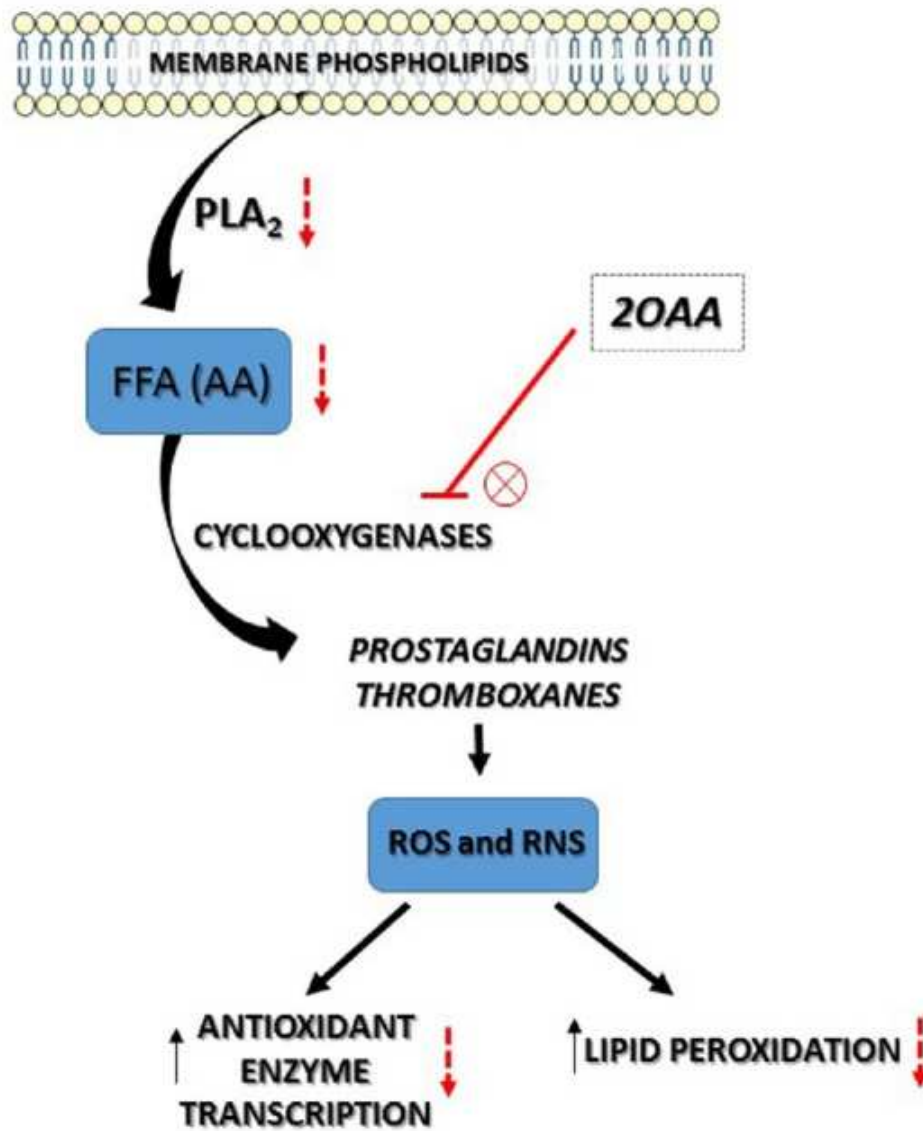 MEMBRANE PHOSPHOLIPIDS
PLA₂
2OAA
FFA (AA)
CYCLOOXYGENASES
PROSTAGLANDINS
THROMBOXANES
ROS and RNS
ANTIOXIDANT
ENZYME
TRANSCRIPTION
LIPID PEROXIDATION